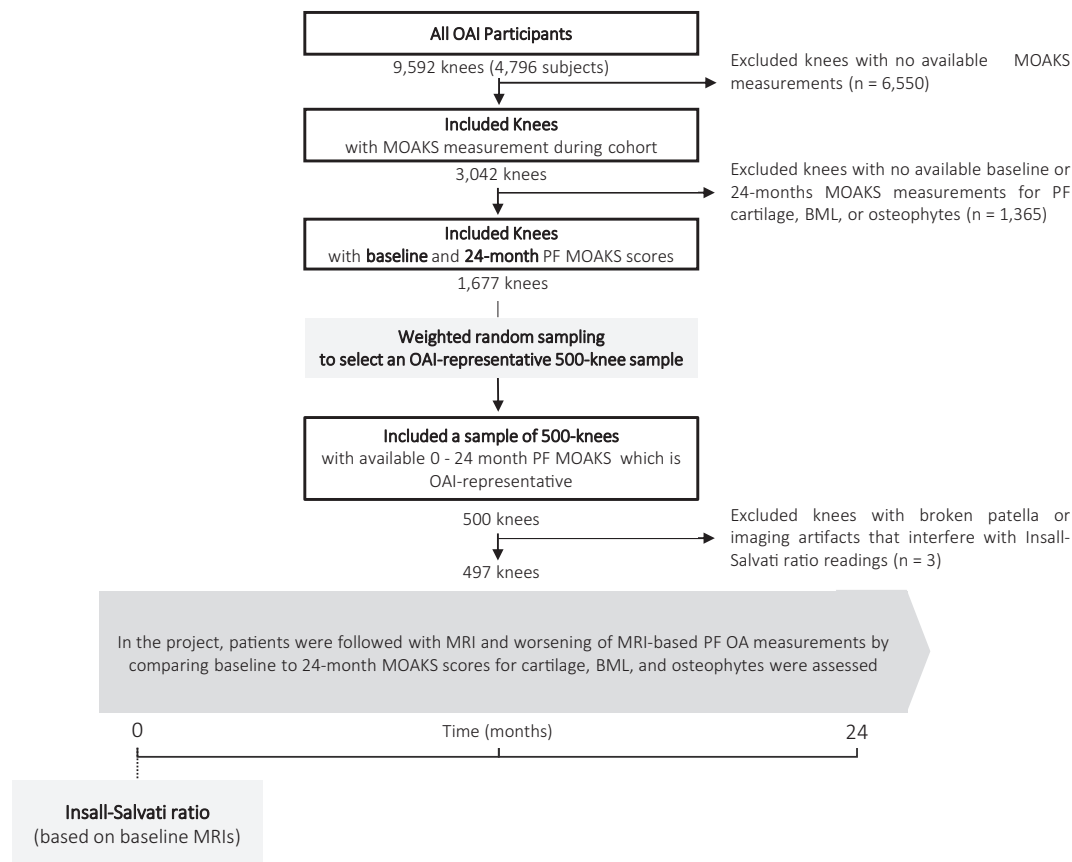 All OAI Participants
9,592 knees (4,796 subjects)
Excluded knees with no available MOAKS
measurements (n = 6,550)
Included Knees
with MOAKS measurement during cohort
3,042 knees
Excluded knees with no available baseline or
24-months MOAKS measurements for PF
cartilage, BML, or osteophytes (n = 1,365)
Included Knees
with baseline and 24-month PF MOAKS scores
1,677 knees
Weighted random sampling
to select an OAI-representative 500-knee sample
Included a sample of 500-knees
with available 0 - 24 month PF MOAKS which is
OAI-representative
500 knees
Excluded knees with broken patella or
imaging artifacts that interfere with Insall-
Salvati ratio readings (n = 3)
497 knees
In the project, patients were followed with MRI and worsening of MRI-based PF OA measurements by
comparing baseline to 24-month MOAKS scores for cartilage, BML, and osteophytes were assessed
0
Time (months)
24
Insall-Salvati ratio
(based on baseline MRIs)